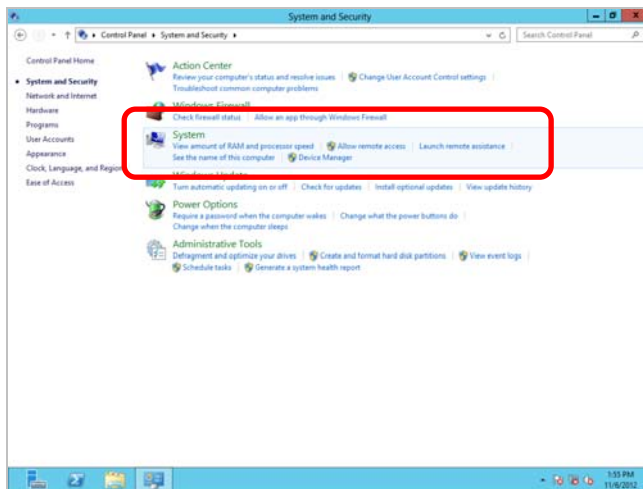 System and Security
Control Panel ▸ System and Security ▸
Search Control Panel
Control Panel Home
System and Security
Network and Internet
Hardware
Programs
User Accounts
Appearance
Clock, Language, and Region
Ease of Access
Action Center
Review your computer's status and resolve issues | Change User Account Control settings
Troubleshoot common computer problems
Windows Firewall
Check firewall status | Allow an app through Windows Firewall
System
View amount of RAM and processor speed | Allow remote access | Launch remote assistance
See the name of this computer | Device Manager
Windows Update
Turn automatic updating on or off | Check for updates | Install optional updates | View update history
Power Options
Require a password when the computer wakes | Change what the power buttons do
Change when the computer sleeps
Administrative Tools
Defragment and optimize your drives | Create and format hard disk partitions | View event logs
Schedule tasks | Generate a system health report
1:55 PM
11/6/2012